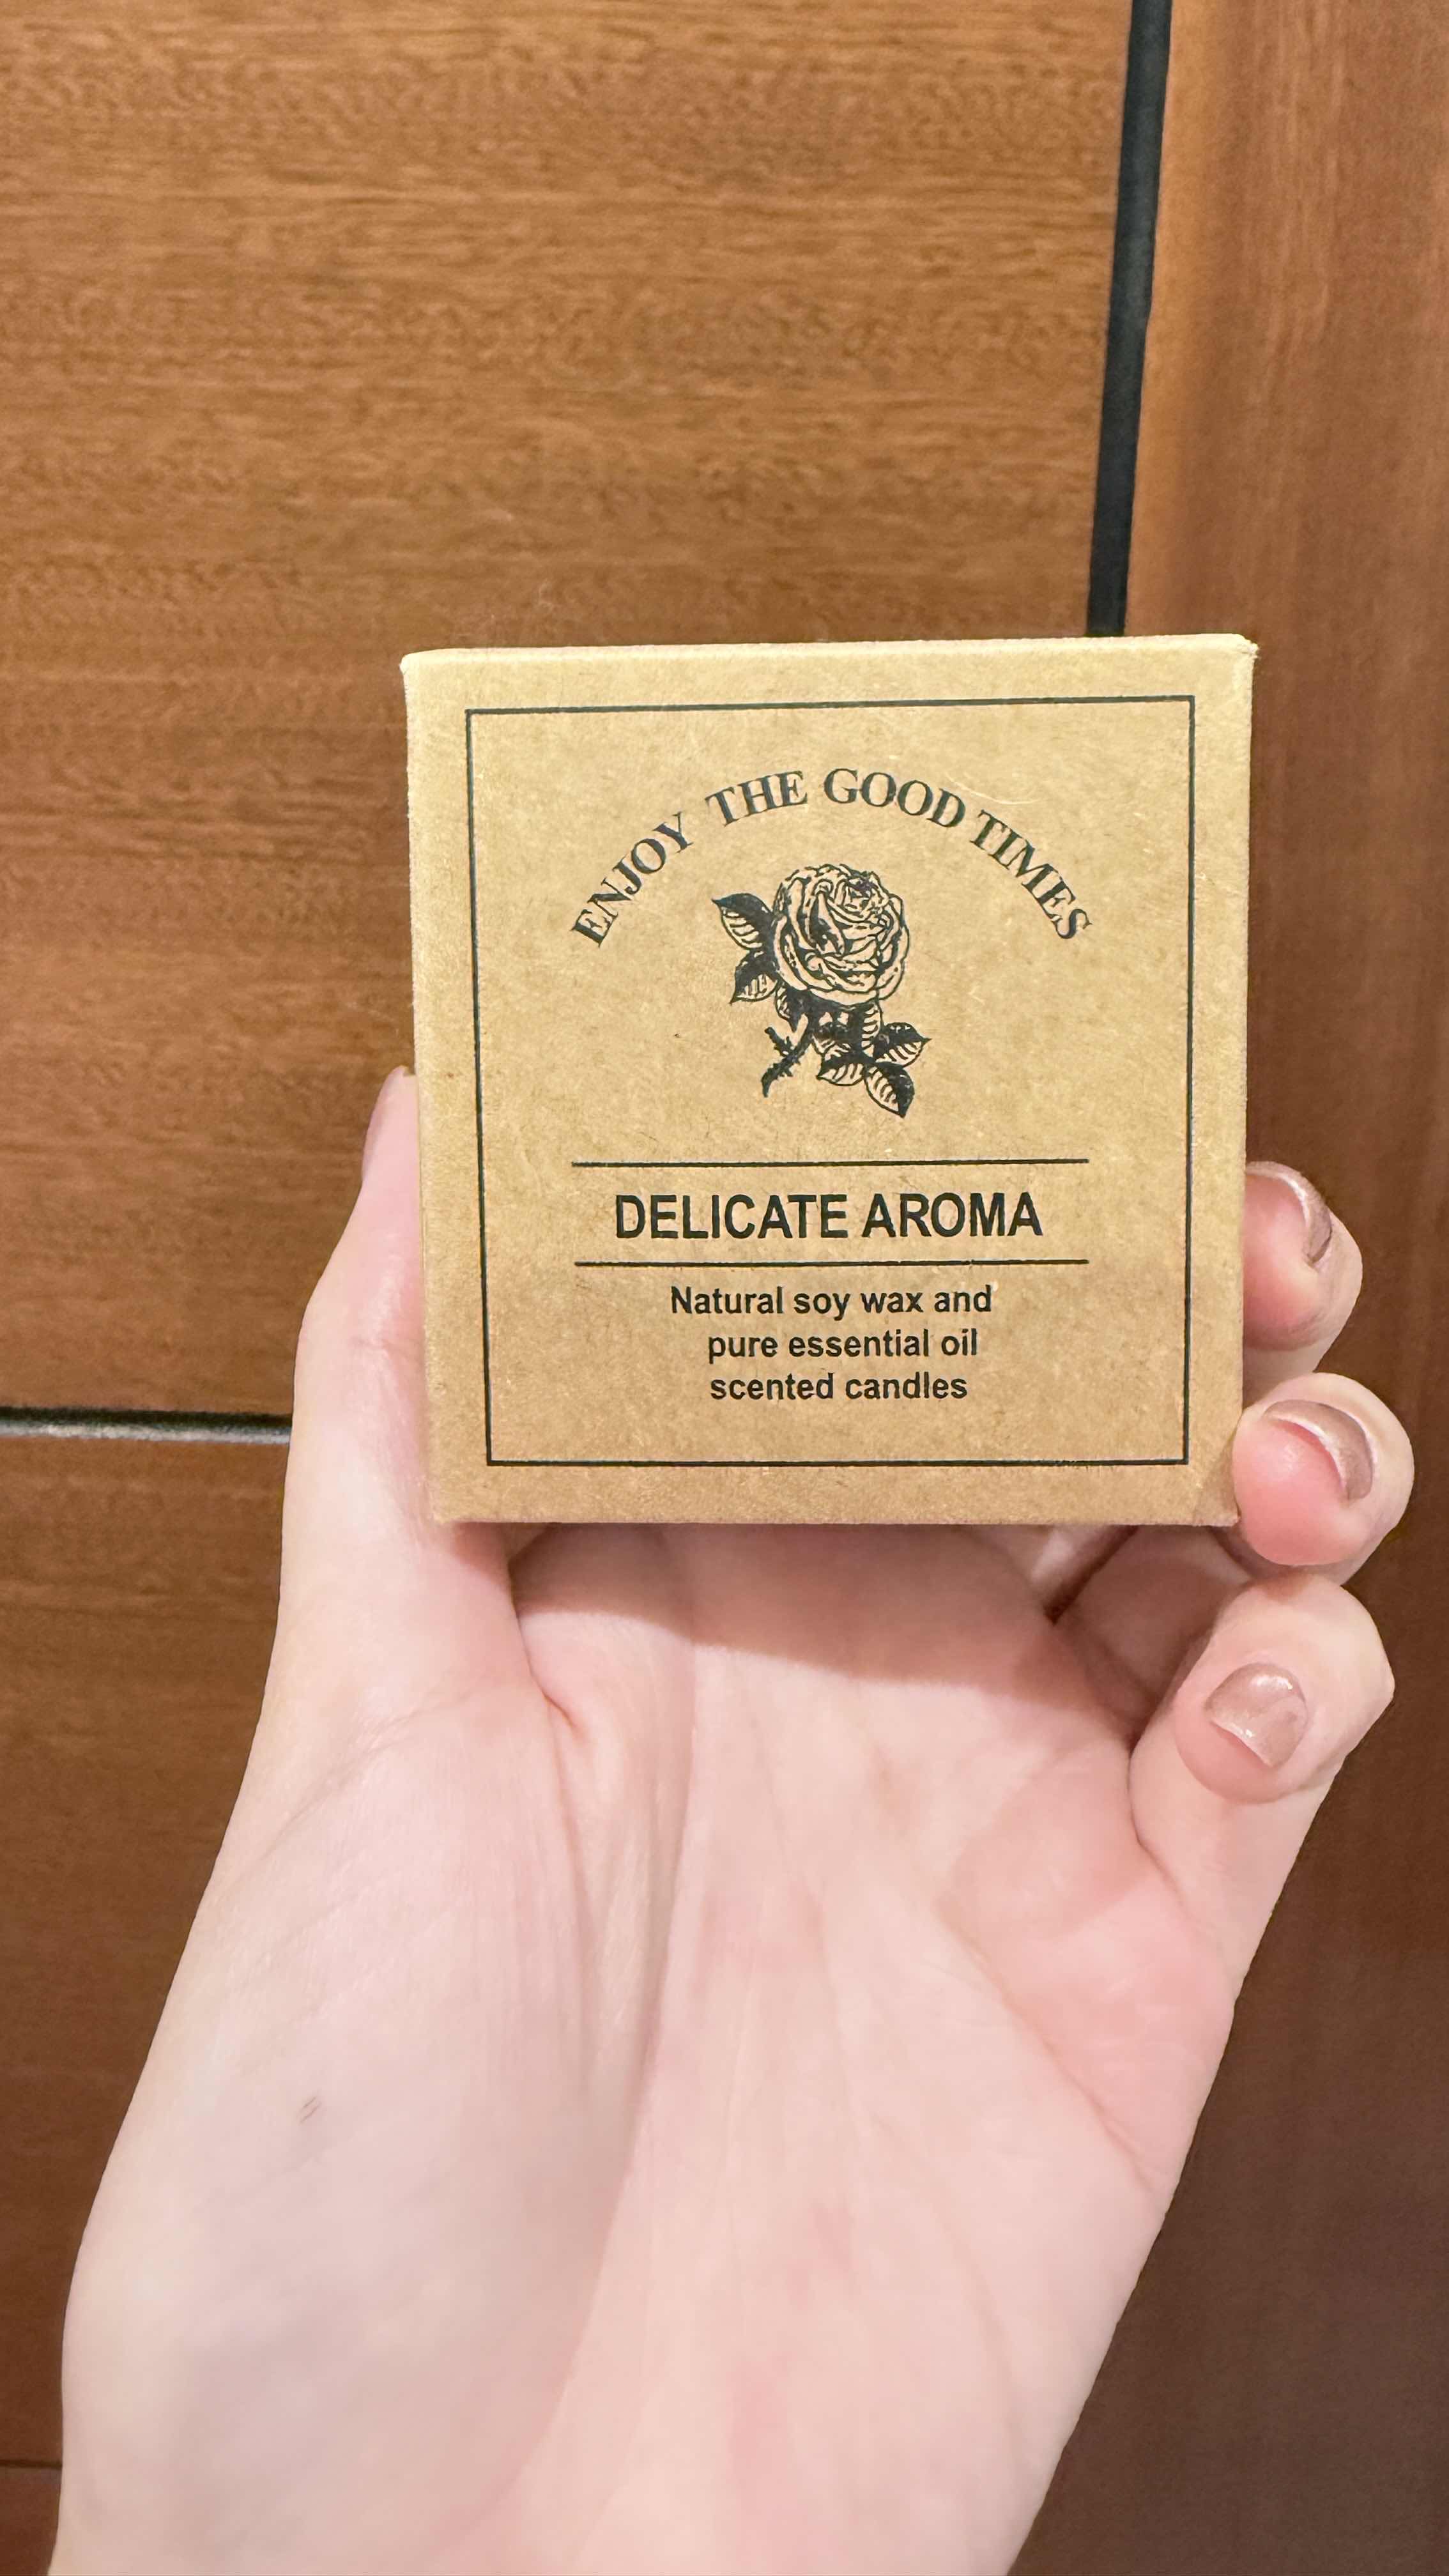 ENJOY THE GOOD TIMES
DELICATE AROMA
Natural soy wax and
pure essential oil
scented candles